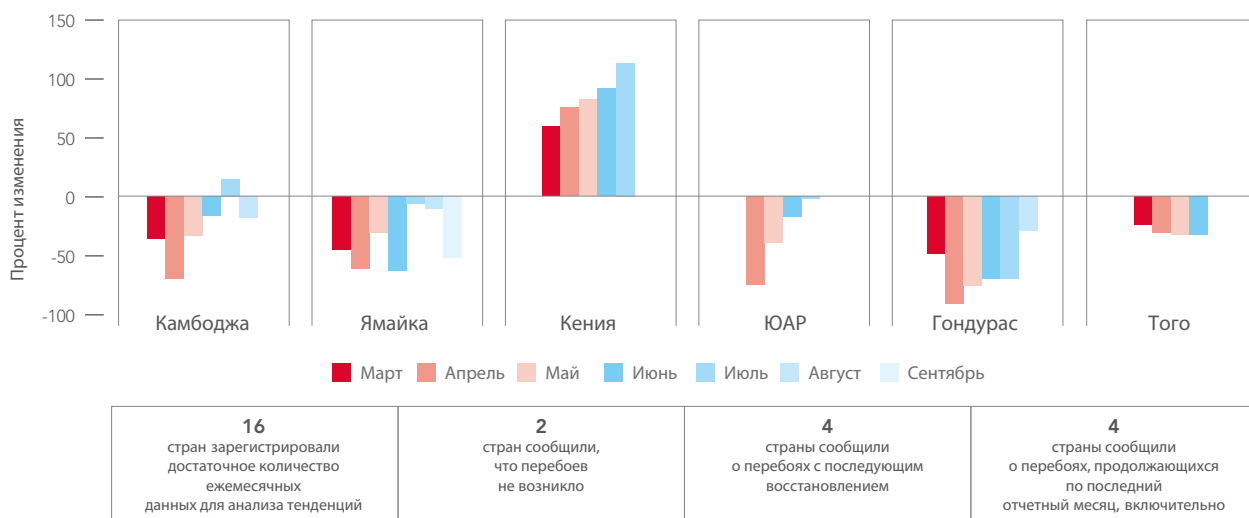 Процент изменения
150
100
50
0
-50
-100
Камбоджа
Ямайка
Кения
ЮАР
Гондурас
Того
Март
Апрель
Май
Июнь
Июль
Август
Сентябрь
16
стран зарегистрировали
достаточное количество
ежемесячных
данных для анализа тенденций
2
стран сообщили,
что перебоев
не возникло
4
страны сообщили
о перебоях с последующим
восстановлением
4
страны сообщили
о перебоях, продолжающихся
по последний
отчетный месяц, включительно